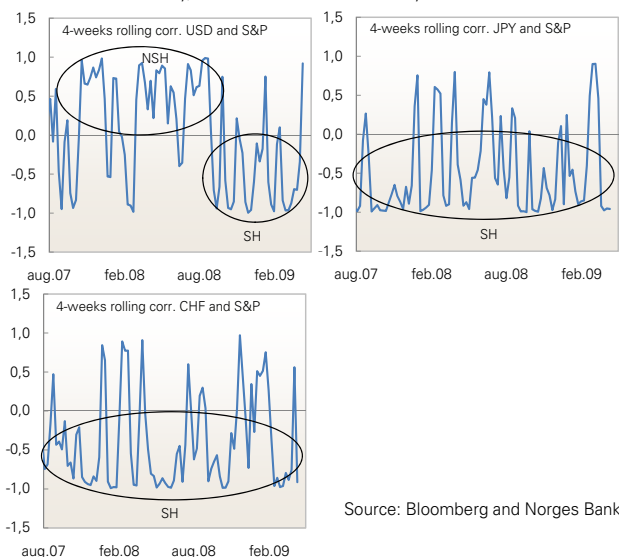 4-weeks rolling corr. USD and S&P
1,5
1,0
0,5
0,0
-0,5
-1,0
-1,5
NSH
SH
aug.07 feb.08 aug.08 feb.09
4-weeks rolling corr. JPY and S&P
1,5
1,0
0,5
0,0
-0,5
-1,0
-1,5
SH
aug.07 feb.08 aug.08 feb.09
4-weeks rolling corr. CHF and S&P
1,5
1,0
0,5
0,0
-0,5
-1,0
-1,5
SH
aug.07 feb.08 aug.08 feb.09
Source: Bloomberg and Norges Bank